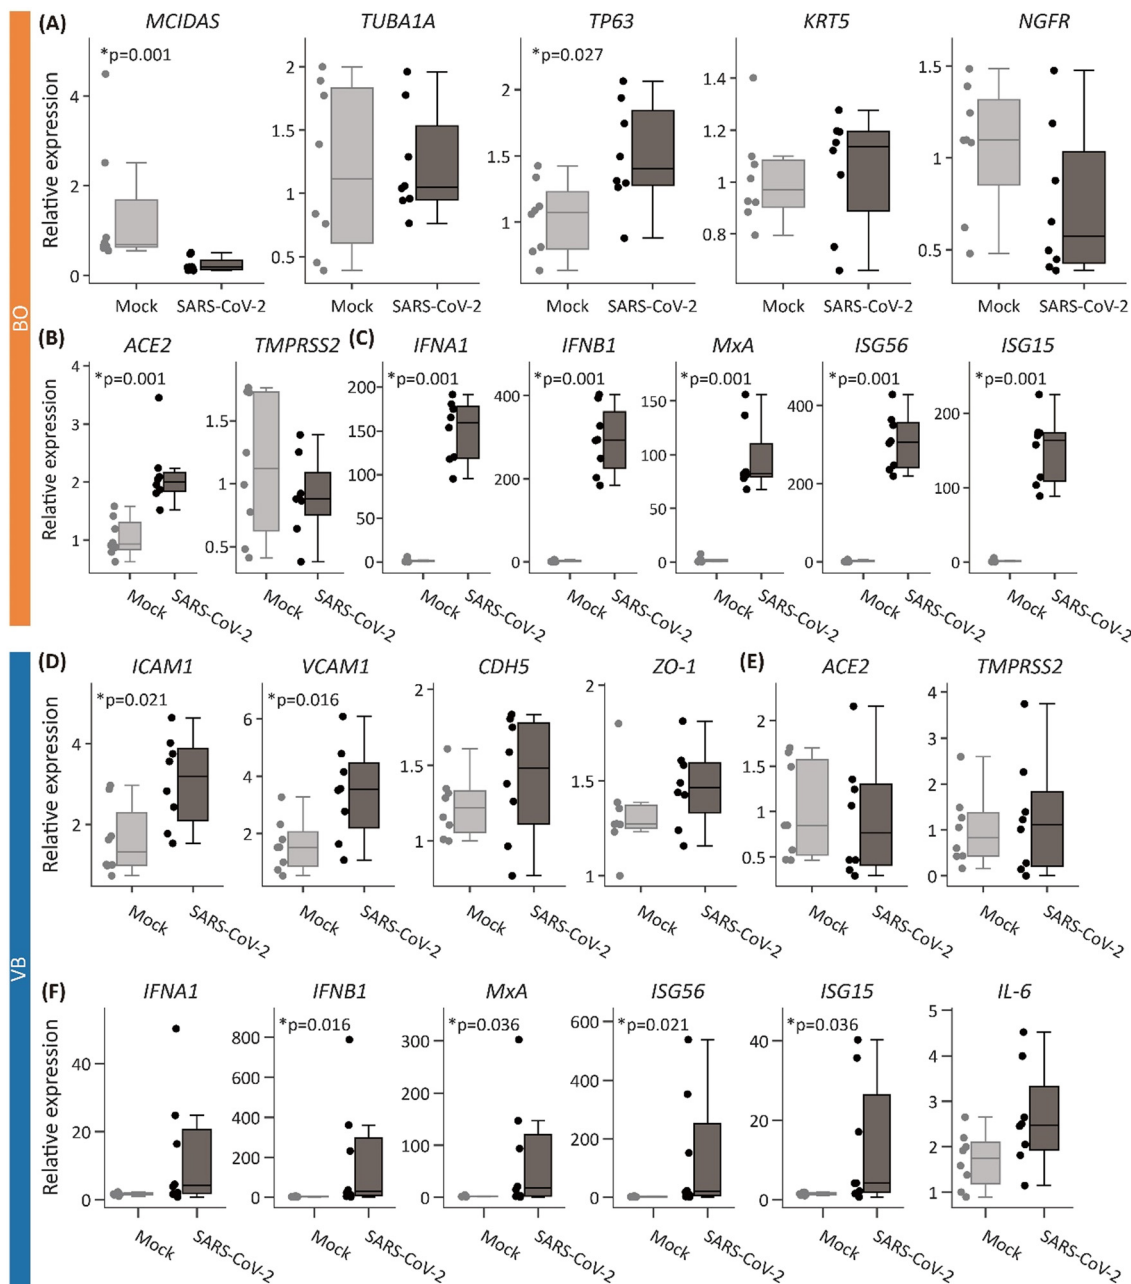 (A) MCIDAS TUBA1A TP63 KRT5 NGFR
*p=0.001 *p=0.027
Relative expression
6 4 2 0
2 1.5 1 0.5
2 1.5 1
1.4 1.2 1 0.8
1.5 1 0.5
Mock SARS-CoV-2 Mock SARS-CoV-2 Mock SARS-CoV-2 Mock SARS-CoV-2 Mock SARS-CoV-2
BO
(B) ACE2 TMPRSS2 (C) IFNA1 IFNB1 MxA ISG56 ISG15
*p=0.001 *p=0.001 *p=0.001 *p=0.001 *p=0.001 *p=0.001
Relative expression
4 3 2 1
1.5 1 0.5
200 150 100 50 0
400 200 0
150 100 50 0
400 200 0
200 100 0
Mock SARS-CoV-2 Mock SARS-CoV-2 Mock SARS-CoV-2 Mock SARS-CoV-2 Mock SARS-CoV-2 Mock SARS-CoV-2 Mock SARS-CoV-2
VB
(D) ICAM1 VCAM1 CDH5 ZO-1 (E) ACE2 TMPRSS2
*p=0.021 *p=0.016
Relative expression
4 2
6 4 2 0
2 1.5 1
2 1.5 1
2 1.5 1 0.5
4 3 2 1 0
Mock SARS-CoV-2 Mock SARS-CoV-2 Mock SARS-CoV-2 Mock SARS-CoV-2 Mock SARS-CoV-2 Mock SARS-CoV-2
(F) IFNA1 IFNB1 MxA ISG56 ISG15 IL-6
*p=0.016 *p=0.036 *p=0.021 *p=0.036
Relative expression
40 20 0
800 600 400 200 0
300 200 100 0
600 400 200 0
40 20 0
5 4 3 2 1
Mock SARS-CoV-2 Mock SARS-CoV-2 Mock SARS-CoV-2 Mock SARS-CoV-2 Mock SARS-CoV-2 Mock SARS-CoV-2